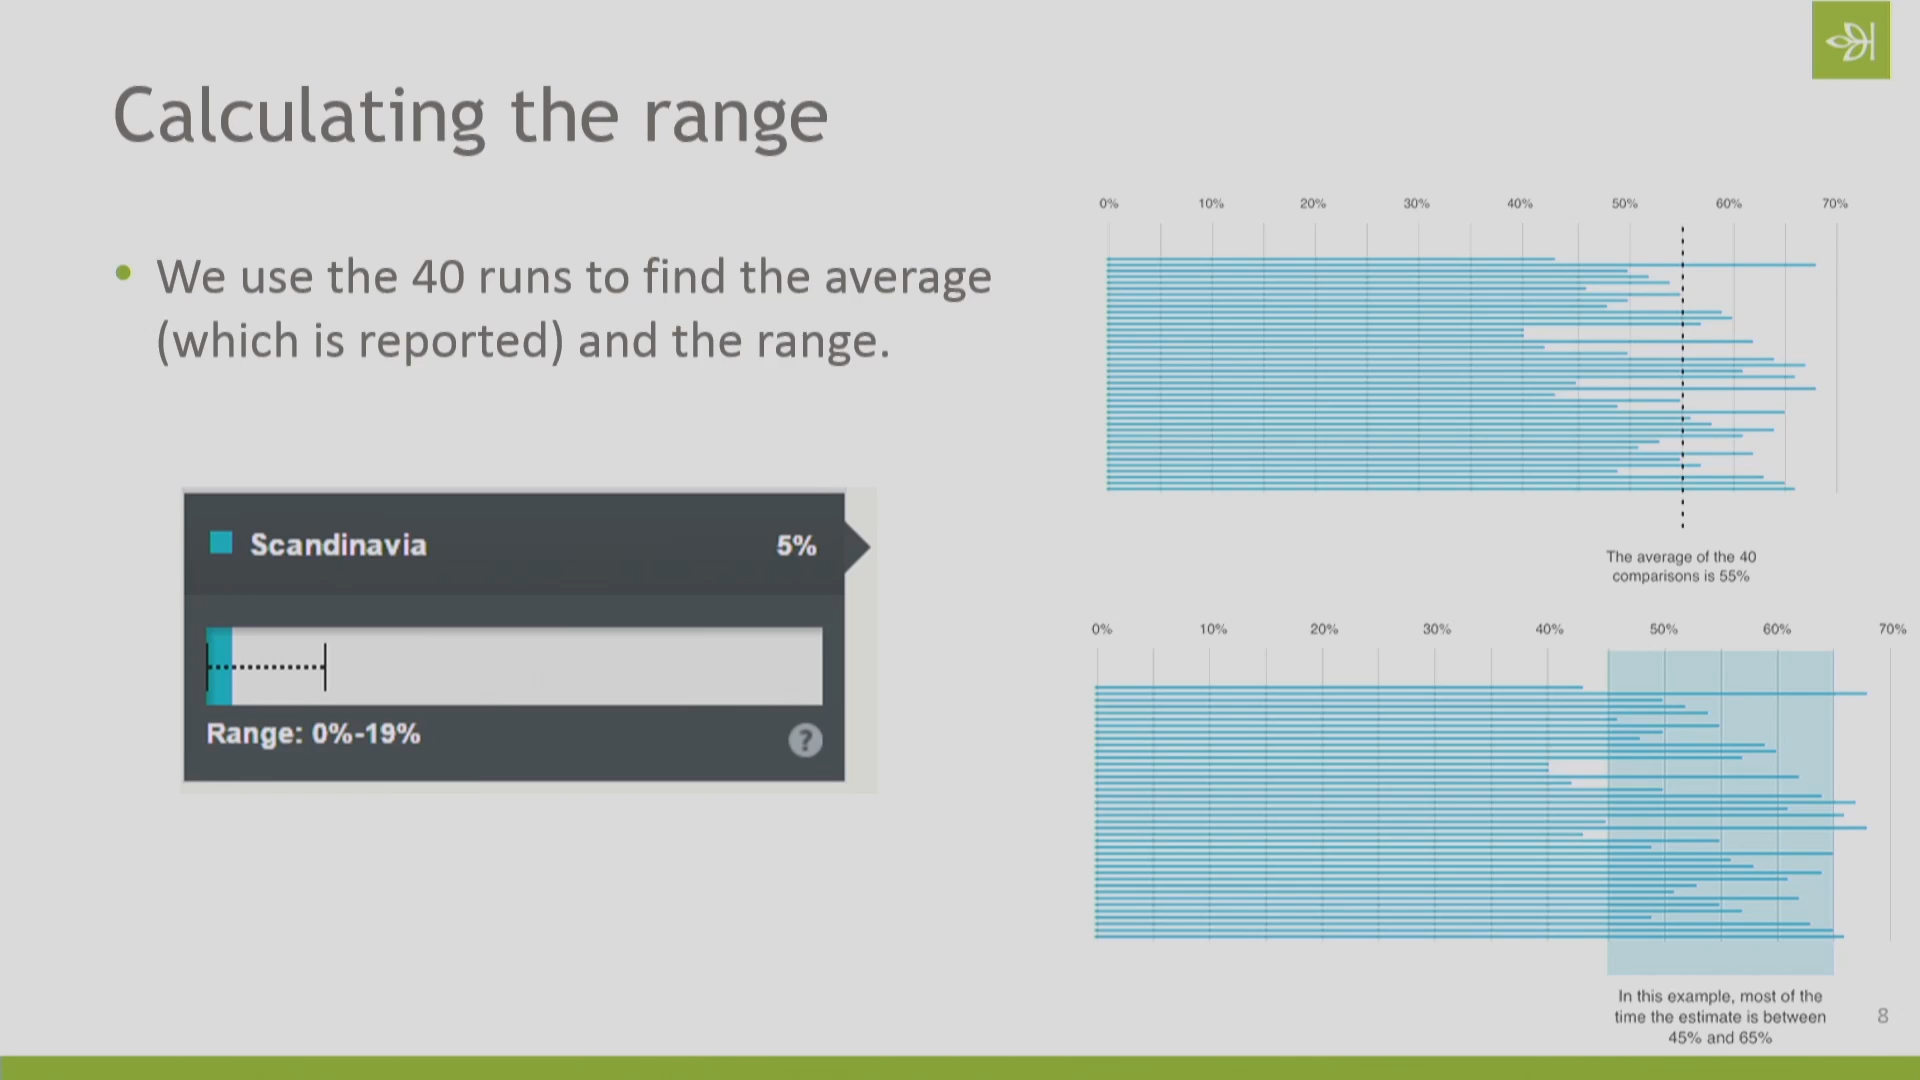 Calculating the range
• We use the 40 runs to find the average
(which is reported) and the range.
Scandinavia 5%
Range: 0%-19%
?
0% 10% 20% 30% 40% 50% 60% 70%
The average of the 40
comparisons is 55%
0% 10% 20% 30% 40% 50% 60% 70%
In this example, most of the
time the estimate is between
45% and 65%
8